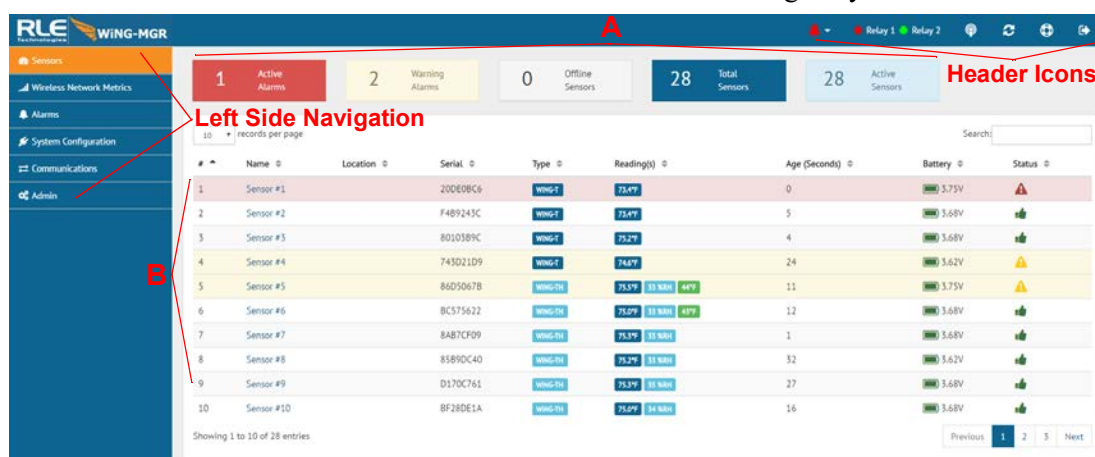 RLE WiNG-MGR
Technologies
A
Relay 1 Relay 2
Sensors
Wireless Network Metrics
Alarms
System Configuration
Communications
Admin
1 Active Alarms
2 Warning Alarms
0 Offline Sensors
28 Total Sensors
28 Active Sensors
Header Icons
Left Side Navigation
10 records per page
Search:
# Name Location Serial Type Reading(s) Age (Seconds) Battery Status
B
1 Sensor #1 20DE0BC6 WING-T 73.4°F 0 3.75V
2 Sensor #2 F4B9243C WING-T 73.4°F 5 3.68V
3 Sensor #3 80103B9C WING-T 75.2°F 4 3.68V
4 Sensor #4 743D21D9 WING-T 74.6°F 24 3.62V
5 Sensor #5 86D5067B WING-TH 75.5°F 33 %RH 44°F 11 3.75V
6 Sensor #6 BC575622 WING-TH 75.0°F 33 %RH 43°F 12 3.68V
7 Sensor #7 8AB7CF09 WING-TH 75.3°F 33 %RH 1 3.68V
8 Sensor #8 85B9DC40 WING-TH 75.2°F 33 %RH 32 3.62V
9 Sensor #9 D170C761 WING-TH 75.3°F 33 %RH 27 3.68V
10 Sensor #10 BF28DE1A WING-TH 75.0°F 34 %RH 16 3.68V
Showing 1 to 10 of 28 entries
Previous 1 2 3 Next